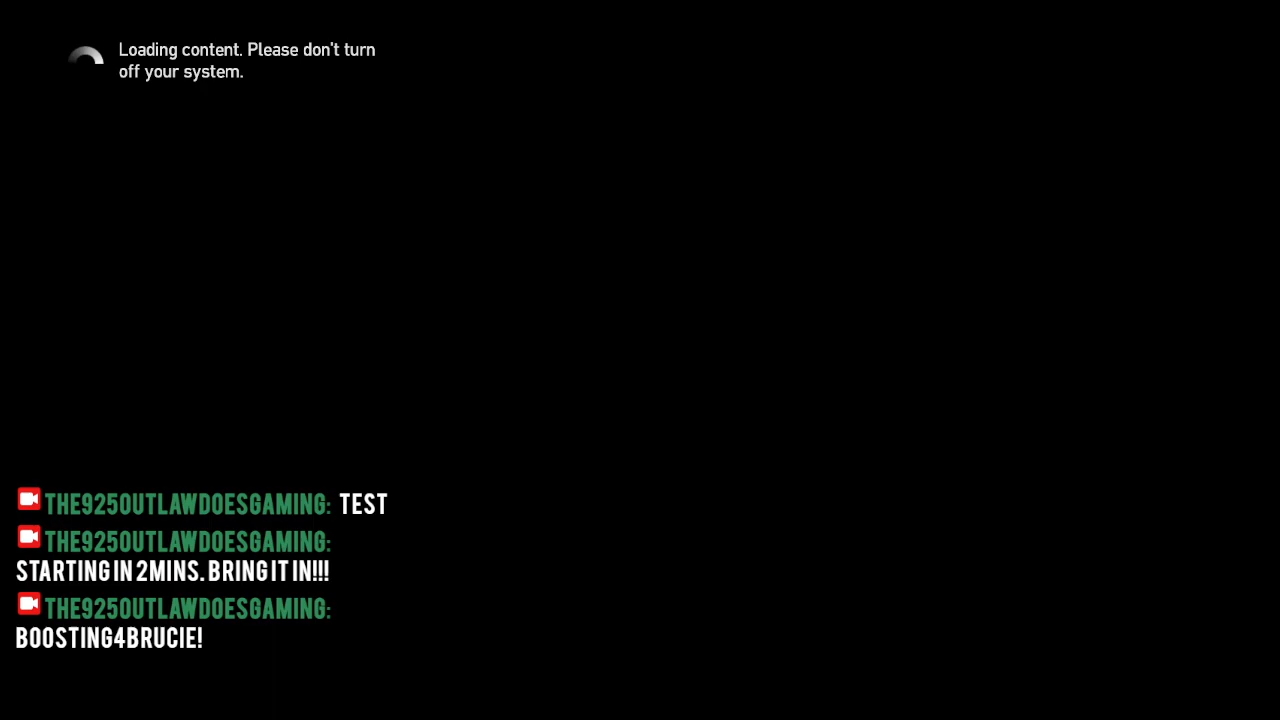 Loading content. Please don't turn
off your system.
THE925OUTLAWDOESGAMING: TEST
THE925OUTLAWDOESGAMING:
STARTING IN 2MINS. BRING IT IN!!!
THE925OUTLAWDOESGAMING:
BOOSTING4BRUCIE!